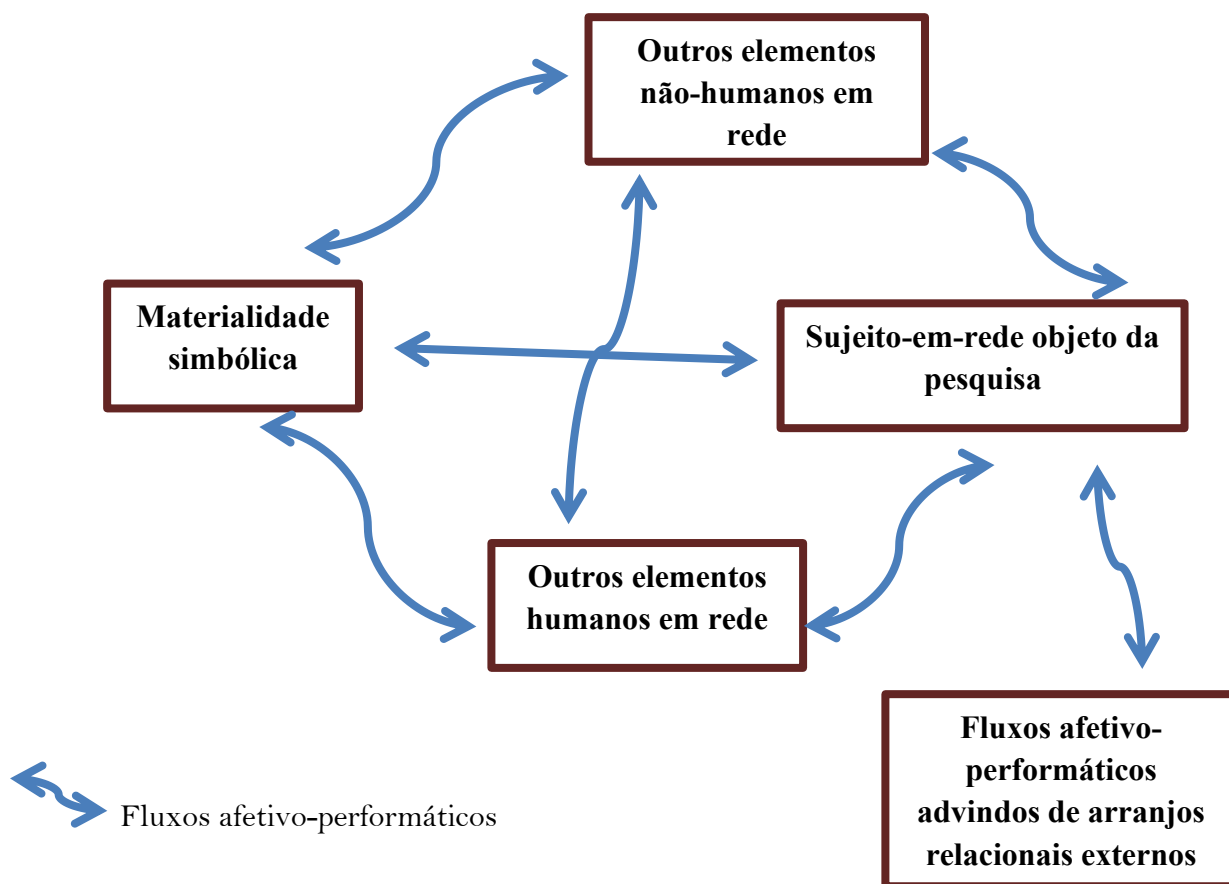 Outros elementos
não-humanos em
rede
Materialidade
simbólica
Sujeito-em-rede objeto da
pesquisa
Outros elementos
humanos em rede
Fluxos afetivo-
performáticos
advindos de arranjos
relacionais externos
Fluxos afetivo-performáticos